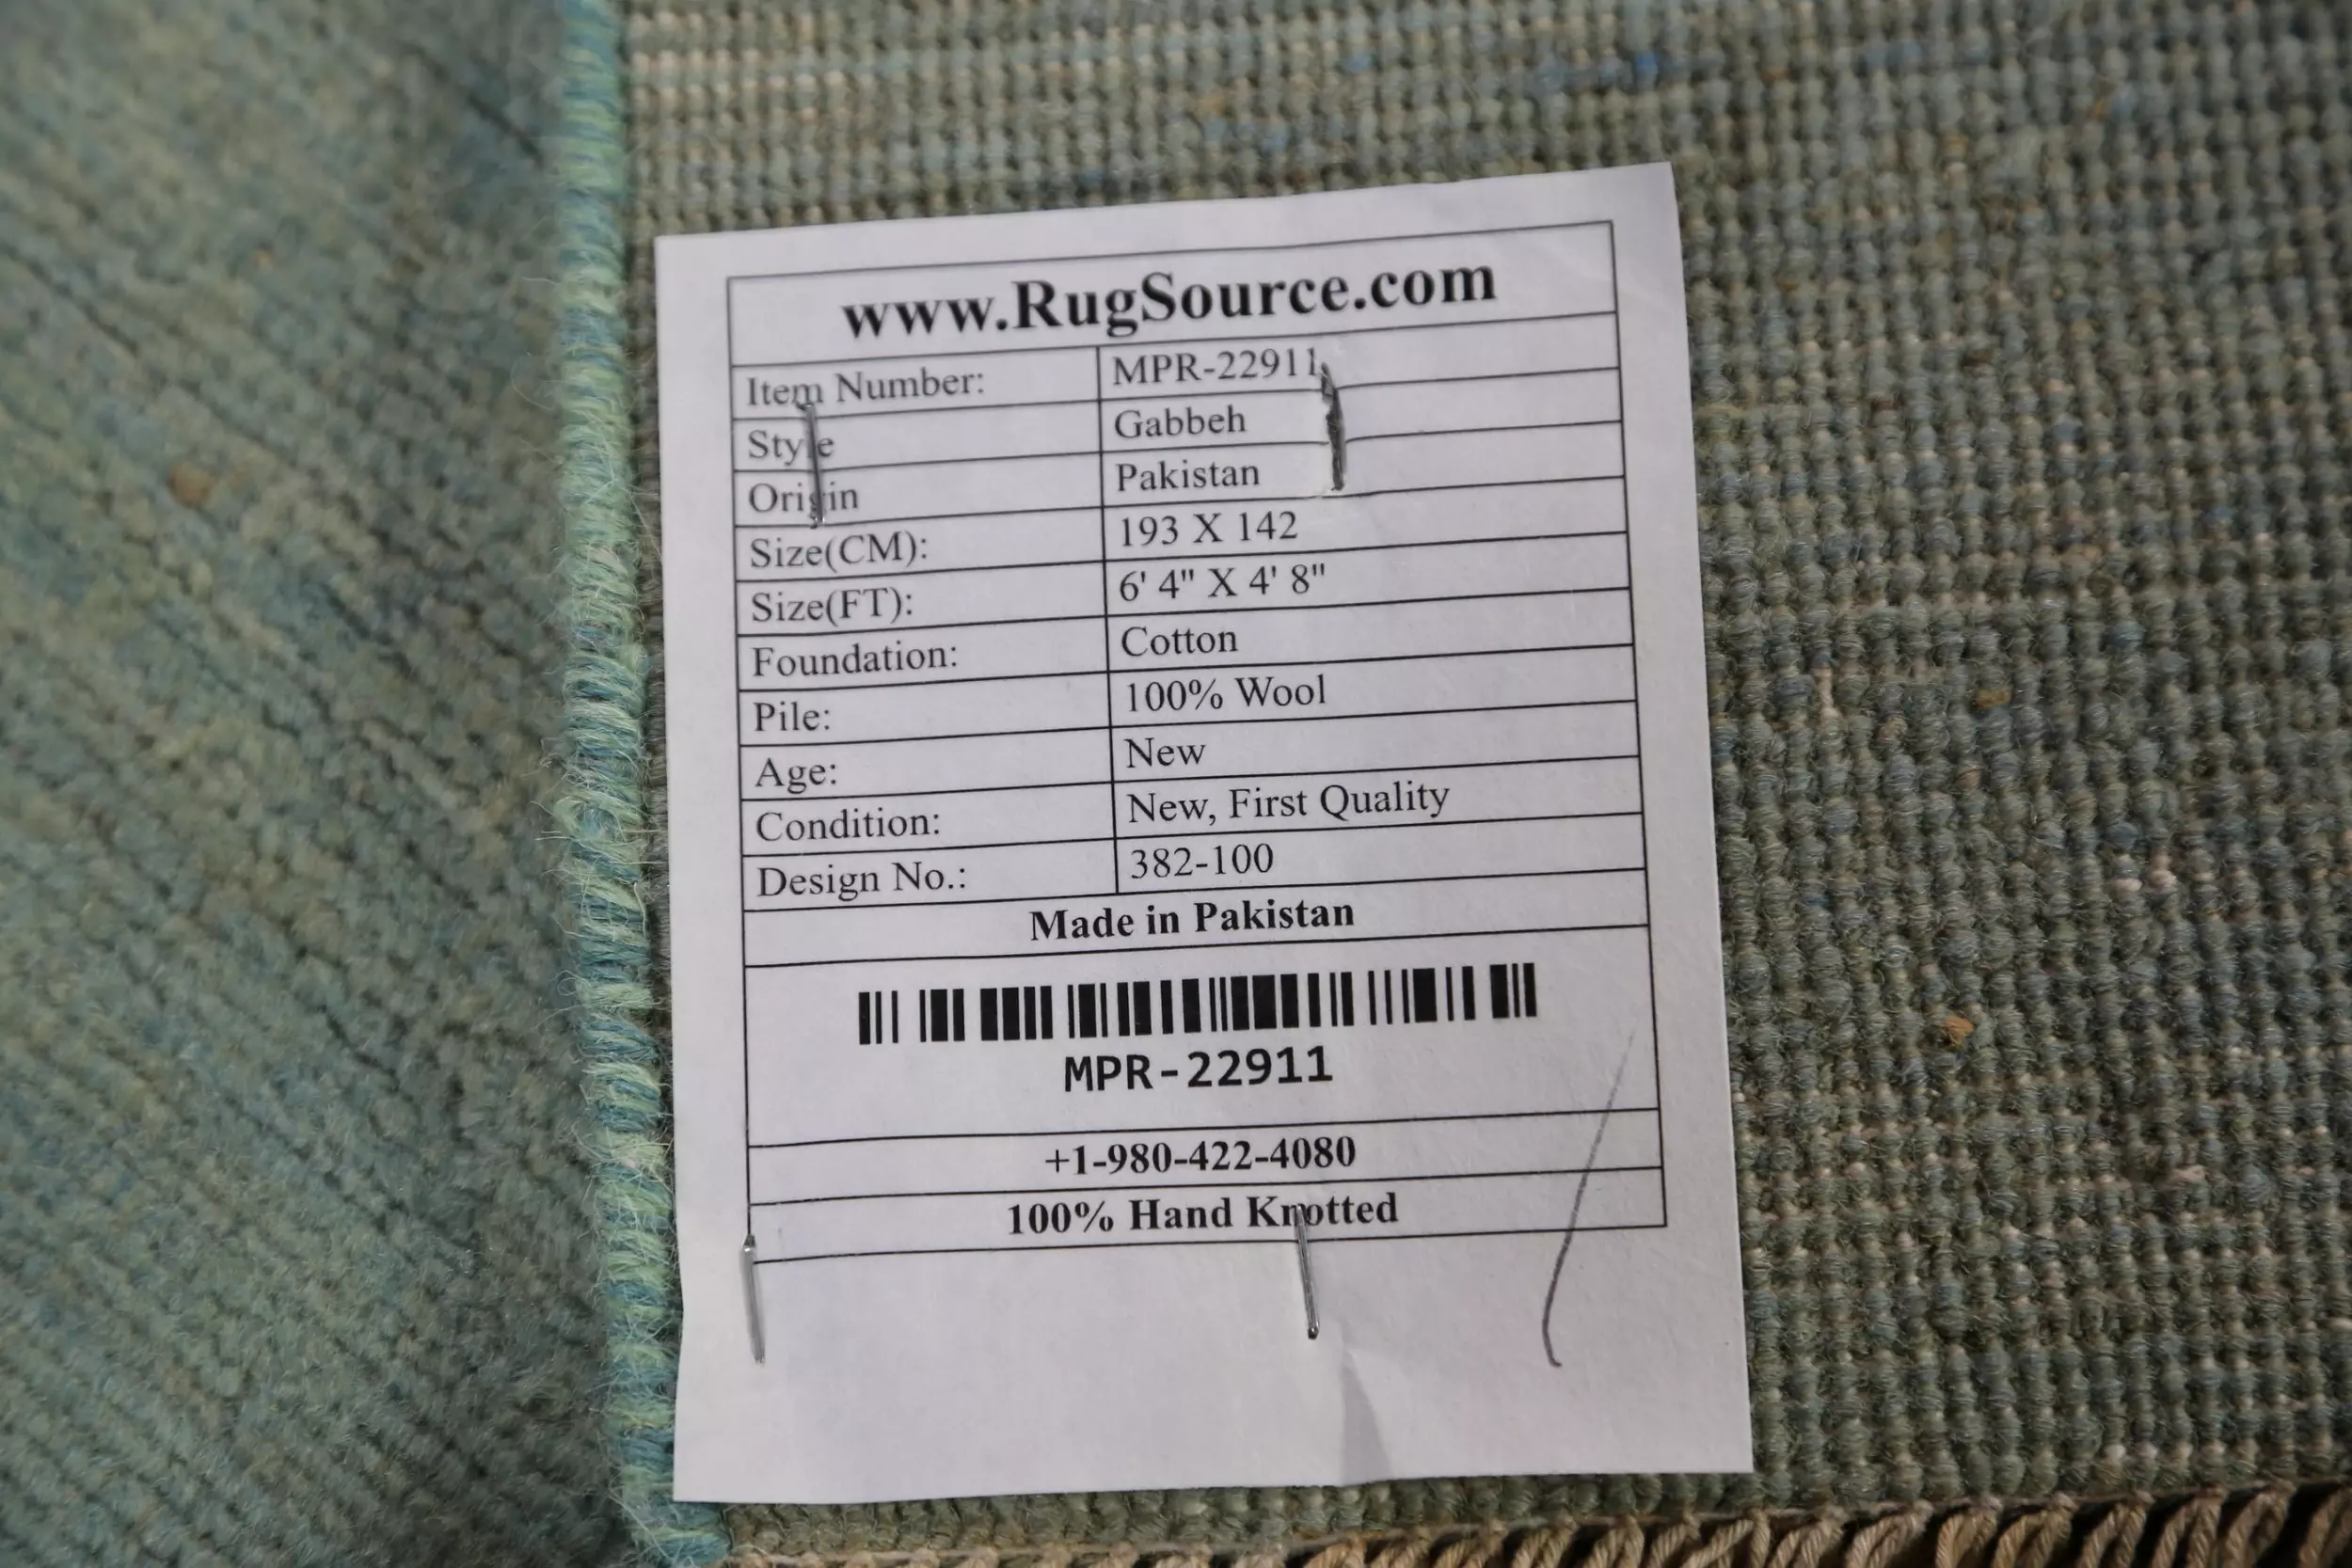 www.RugSource.com
Item Number: MPR-22911
Style Gabbeh
Origin Pakistan
Size(CM): 193 X 142
Size(FT): 6' 4" X 4' 8"
Foundation: Cotton
Pile: 100% Wool
Age: New
Condition: New, First Quality
Design No.: 382-100
Made in Pakistan
MPR-22911
+1-980-422-4080
100% Hand Knotted